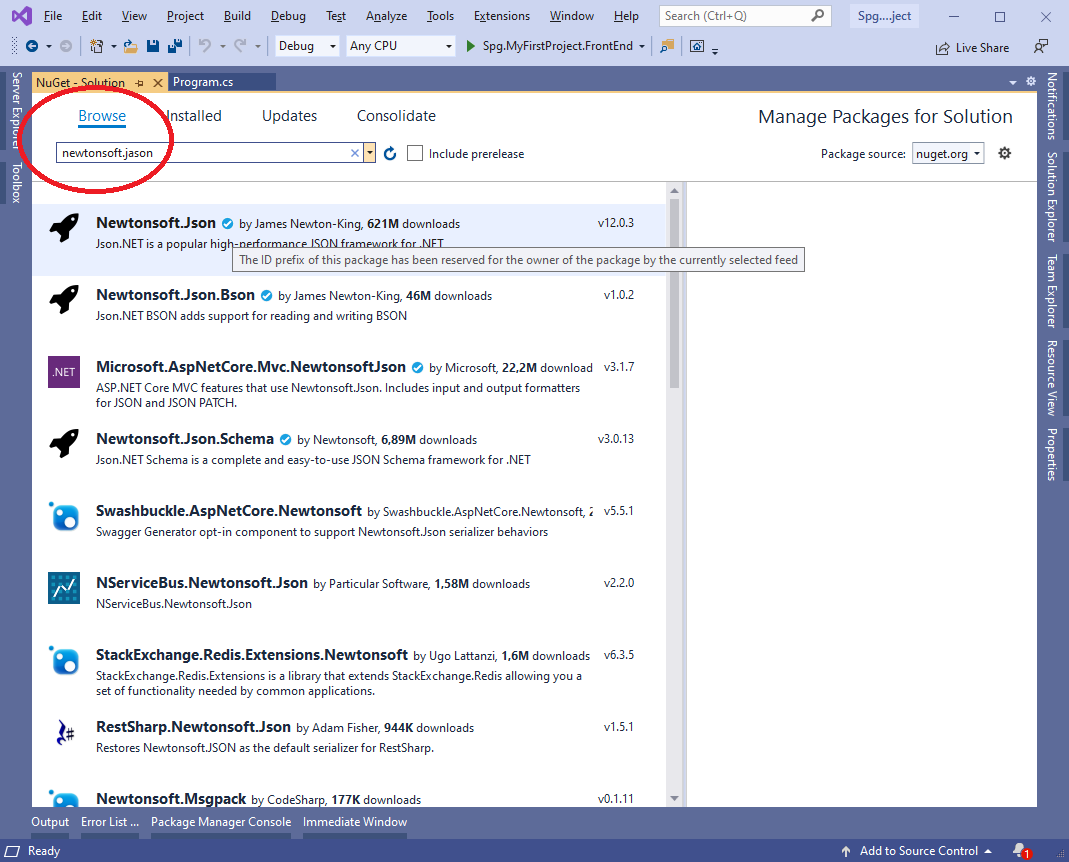 File Edit View Project Build Debug Test Analyze Tools Extensions Window Help Search (Ctrl+Q) Spg....ject
Debug Any CPU Spg.MyFirstProject.FrontEnd Live Share
NuGet - Solution Program.cs
Server Explorer
Toolbox
Browse Installed Updates Consolidate
Manage Packages for Solution
newtonsoft.jason Include prerelease
Package source: nuget.org
Newtonsoft.Json by James Newton-King, 621M downloads v12.0.3
Json.NET is a popular high-performance JSON framework for .NET
The ID prefix of this package has been reserved for the owner of the package by the currently selected feed
Newtonsoft.Json.Bson by James Newton-King, 46M downloads v1.0.2
Json.NET BSON adds support for reading and writing BSON
.NET
Microsoft.AspNetCore.Mvc.NewtonsoftJson by Microsoft, 22,2M download v3.1.7
ASP.NET Core MVC features that use Newtonsoft.Json. Includes input and output formatters
for JSON and JSON PATCH.
Newtonsoft.Json.Schema by Newtonsoft, 6,89M downloads v3.0.13
Json.NET Schema is a complete and easy-to-use JSON Schema framework for .NET
Swashbuckle.AspNetCore.Newtonsoft by Swashbuckle.AspNetCore.Newtonsoft, v5.5.1
Swagger Generator opt-in component to support Newtonsoft.Json serializer behaviors
NServiceBus.Newtonsoft.Json by Particular Software, 1,58M downloads v2.2.0
NServiceBus.Newtonsoft.Json
StackExchange.Redis.Extensions.Newtonsoft by Ugo Lattanzi, 1,6M downloads v6.3.5
StackExchange.Redis.Extensions is a library that extends StackExchange.Redis allowing you a
set of functionality needed by common applications.
RestSharp.Newtonsoft.Json by Adam Fisher, 944K downloads v1.5.1
Restores Newtonsoft.JSON as the default serializer for RestSharp.
Newtonsoft.Msgpack by CodeSharp, 177K downloads v0.1.11
Notifications
Solution Explorer
Team Explorer
Resource View
Properties
Output Error List ... Package Manager Console Immediate Window
Ready Add to Source Control 1